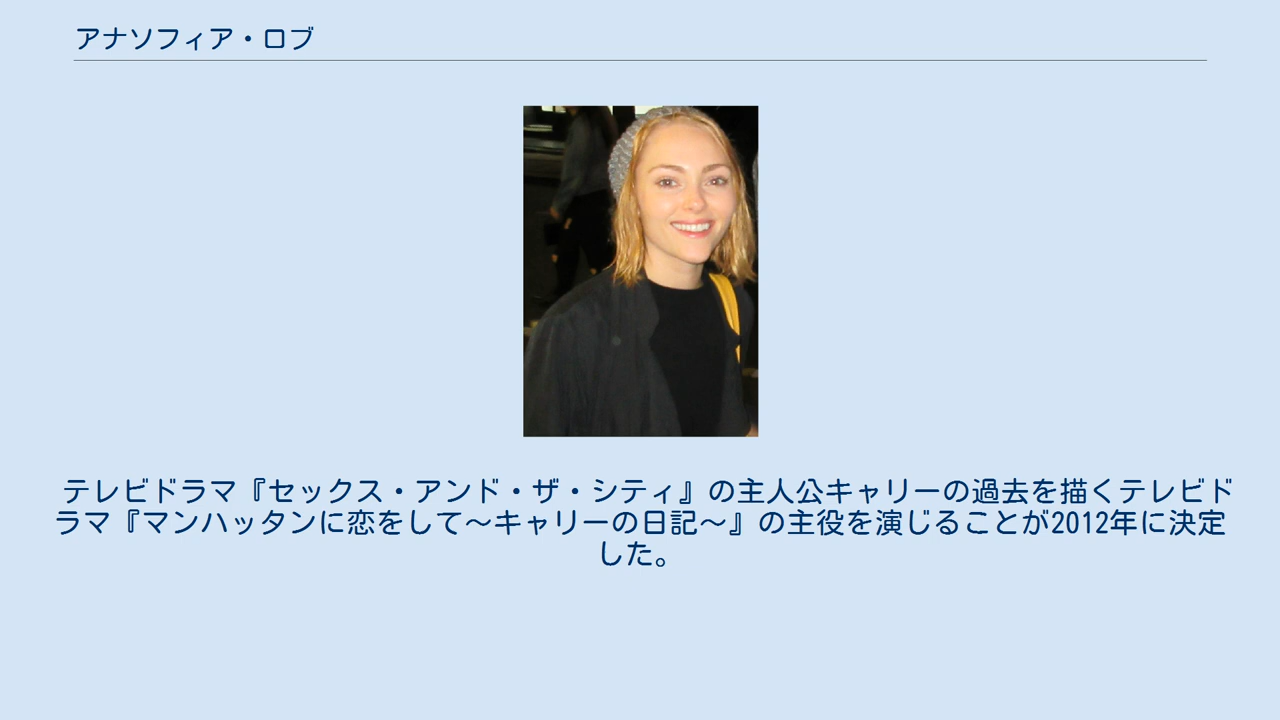 アナソフィア・ロブ
テレビドラマ『セックス・アンド・ザ・シティ』の主人公キャリーの過去を描くテレビド
ラマ『マンハッタンに恋をして〜キャリーの日記〜』の主役を演じることが2012年に決定
した。